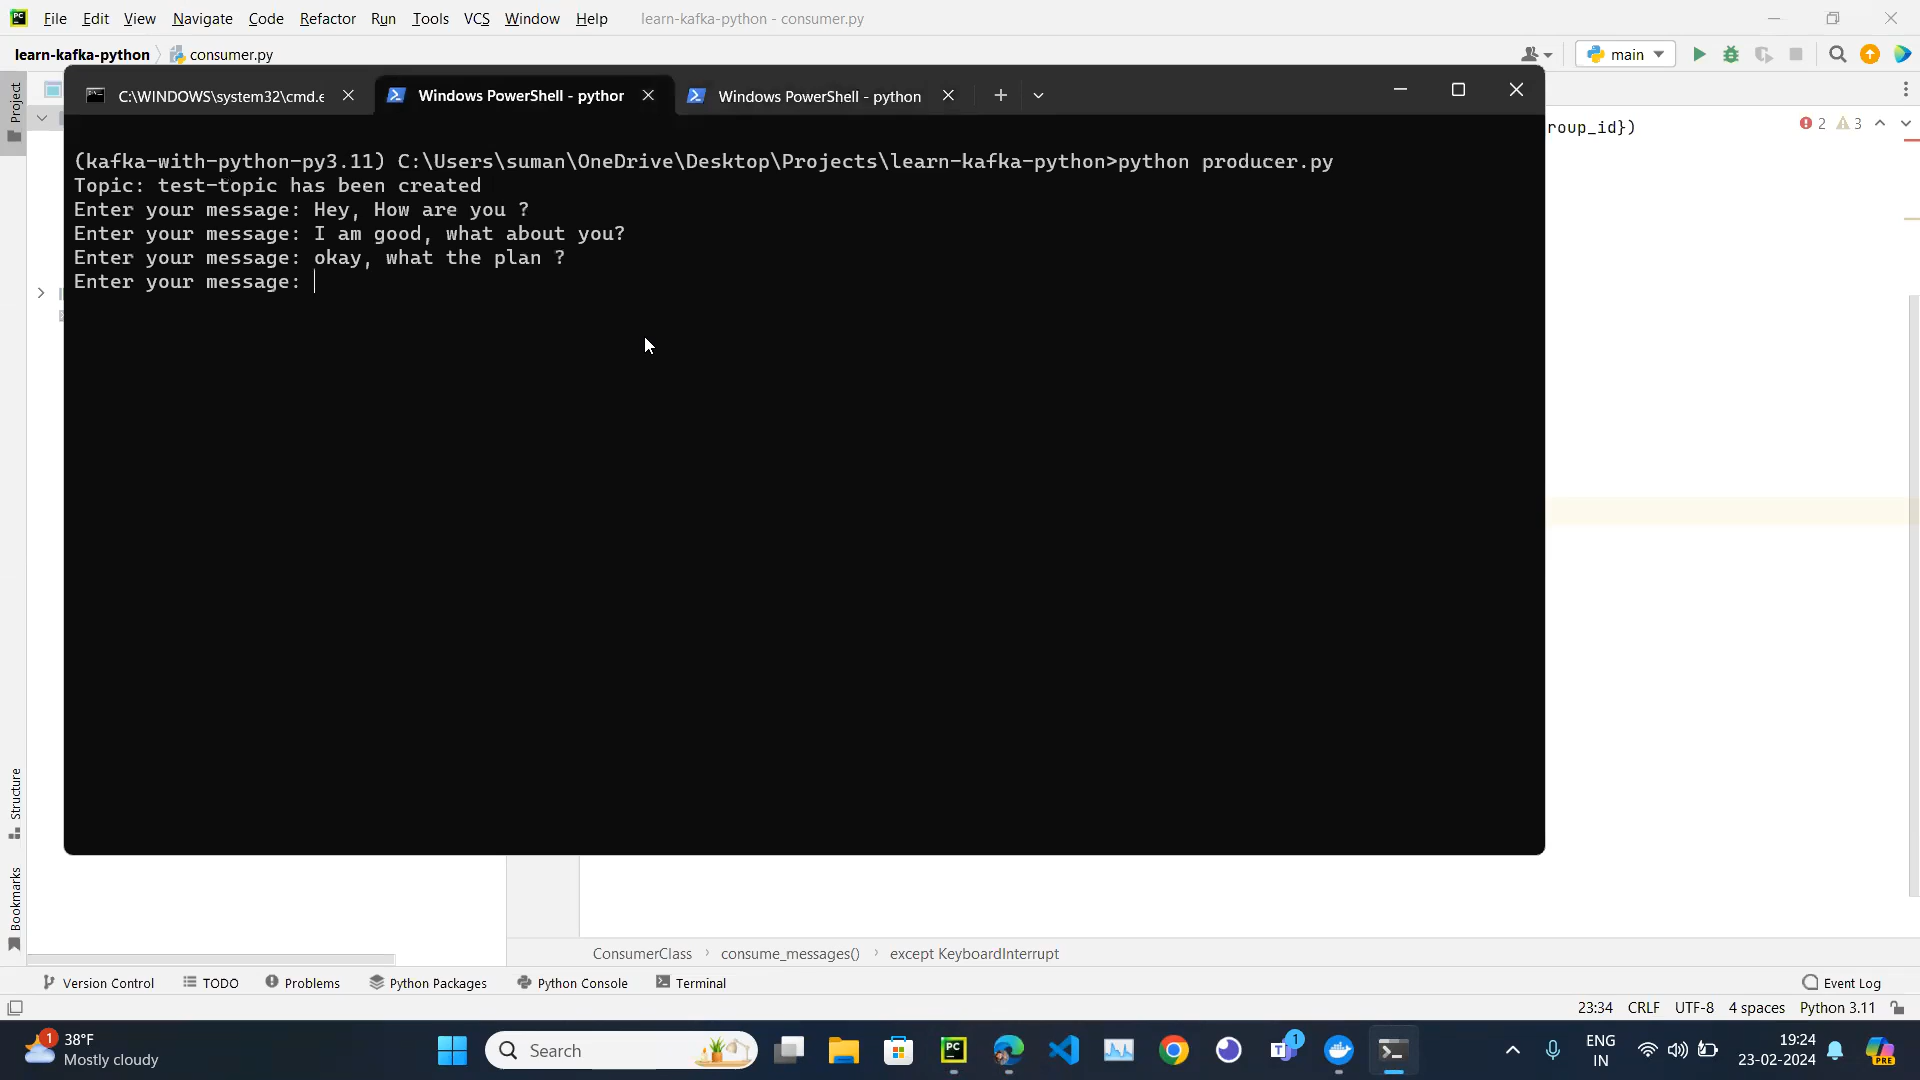 File Edit View Navigate Code Refactor Run Tools VCS Window Help learn-kafka-python - consumer.py
learn-kafka-python consumer.py main
C:\WINDOWS\system32\cmd.e Windows PowerShell - pythor Windows PowerShell - python
roup_id}) 2 3
Project
(kafka-with-python-py3.11) C:\Users\suman\OneDrive\Desktop\Projects\learn-kafka-python>python producer.py
Topic: test-topic has been created
Enter your message: Hey, How are you ?
Enter your message: I am good, what about you?
Enter your message: okay, what the plan ?
Enter your message:
Structure
Bookmarks
ConsumerClass consume_messages() except KeyboardInterrupt
Version Control TODO Problems Python Packages Python Console Terminal Event Log
23:34 CRLF UTF-8 4 spaces Python 3.11
1 38°F
Mostly cloudy
Search
PC
1
ENG
IN
19:24
23-02-2024
PRE